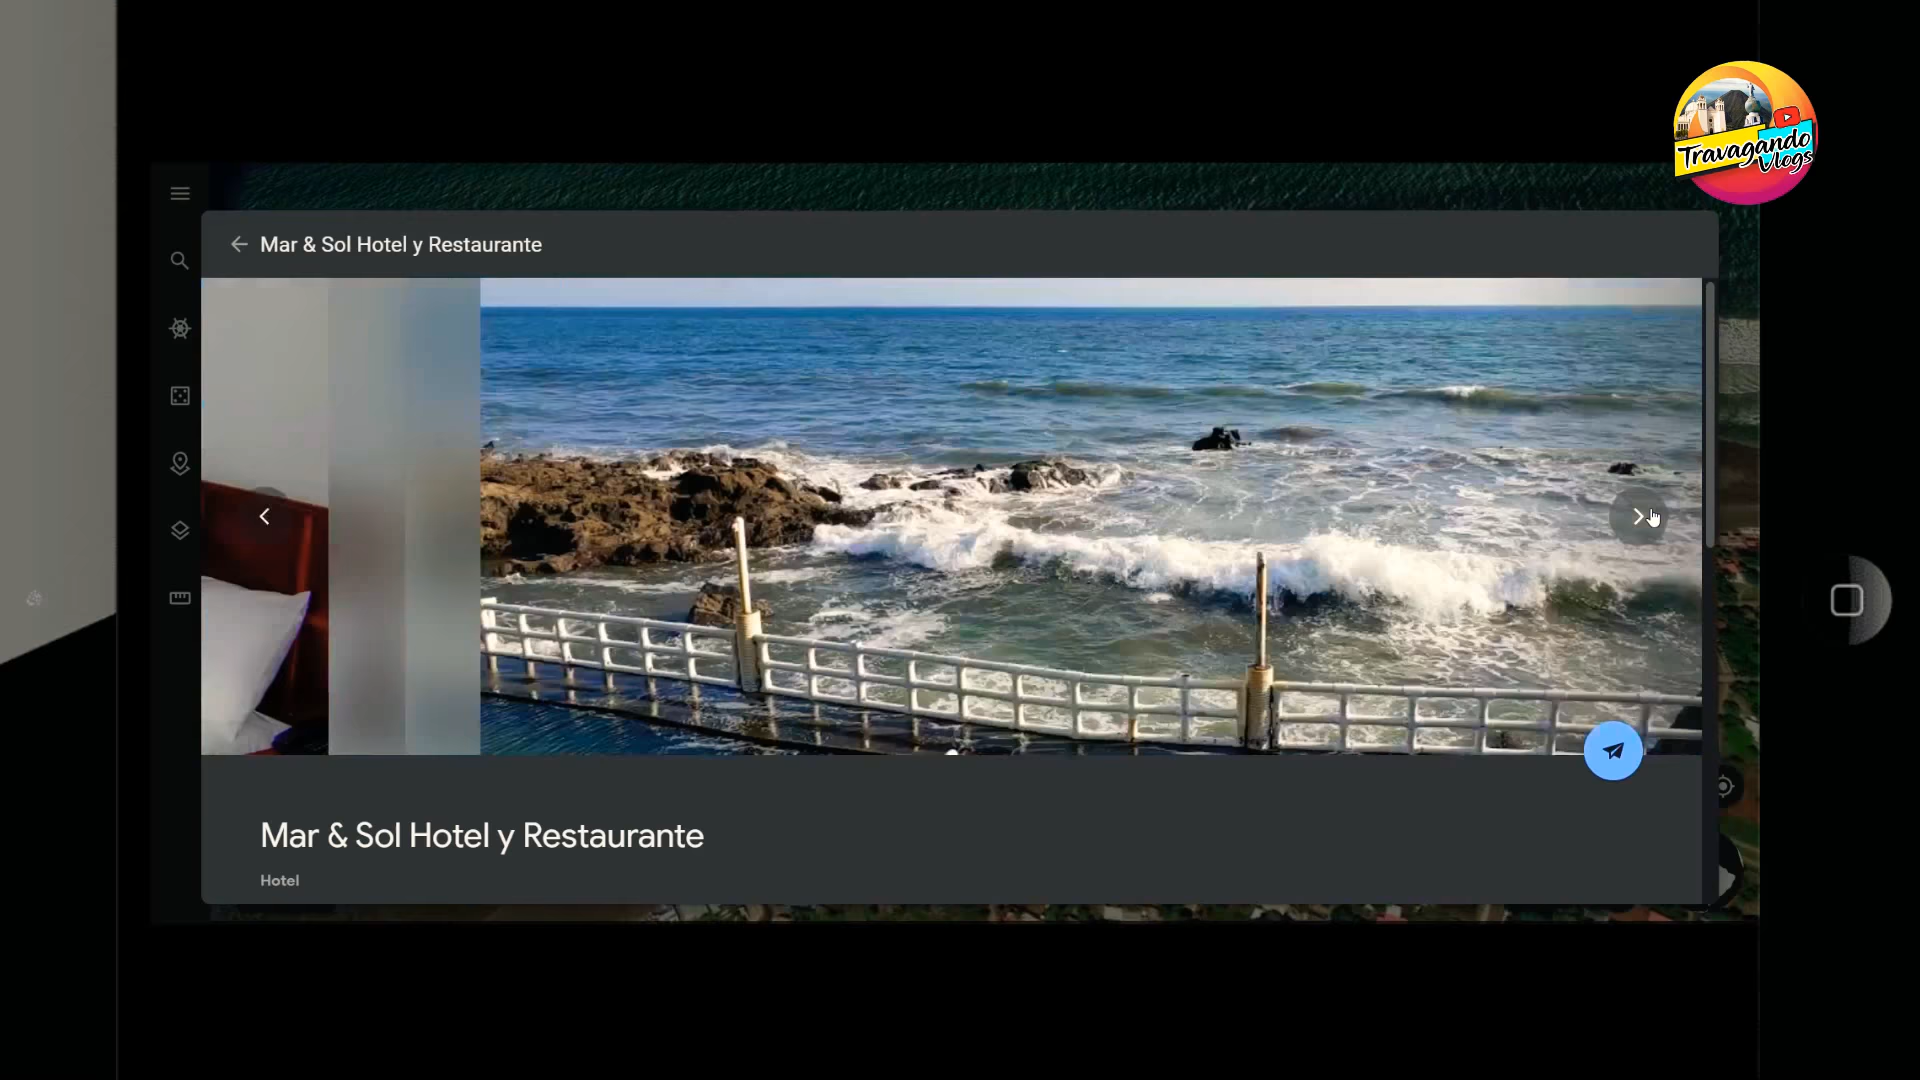 Travagando
Vlogs
Mar & Sol Hotel y Restaurante
Mar & Sol Hotel y Restaurante
Hotel